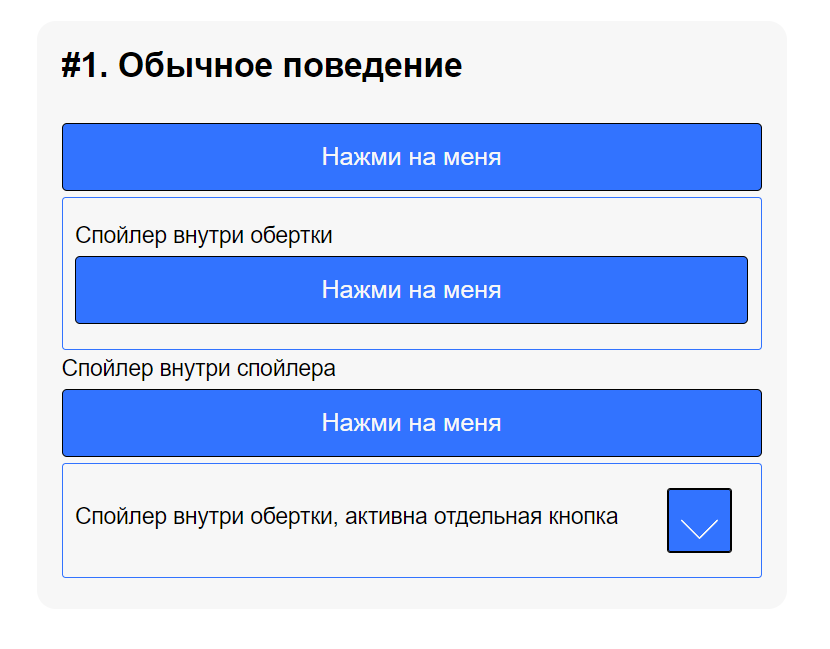 #1. Обычное поведение
Нажми на меня
Спойлер внутри обертки
Нажми на меня
Спойлер внутри спойлера
Нажми на меня
Спойлер внутри обертки, активна отдельная кнопка